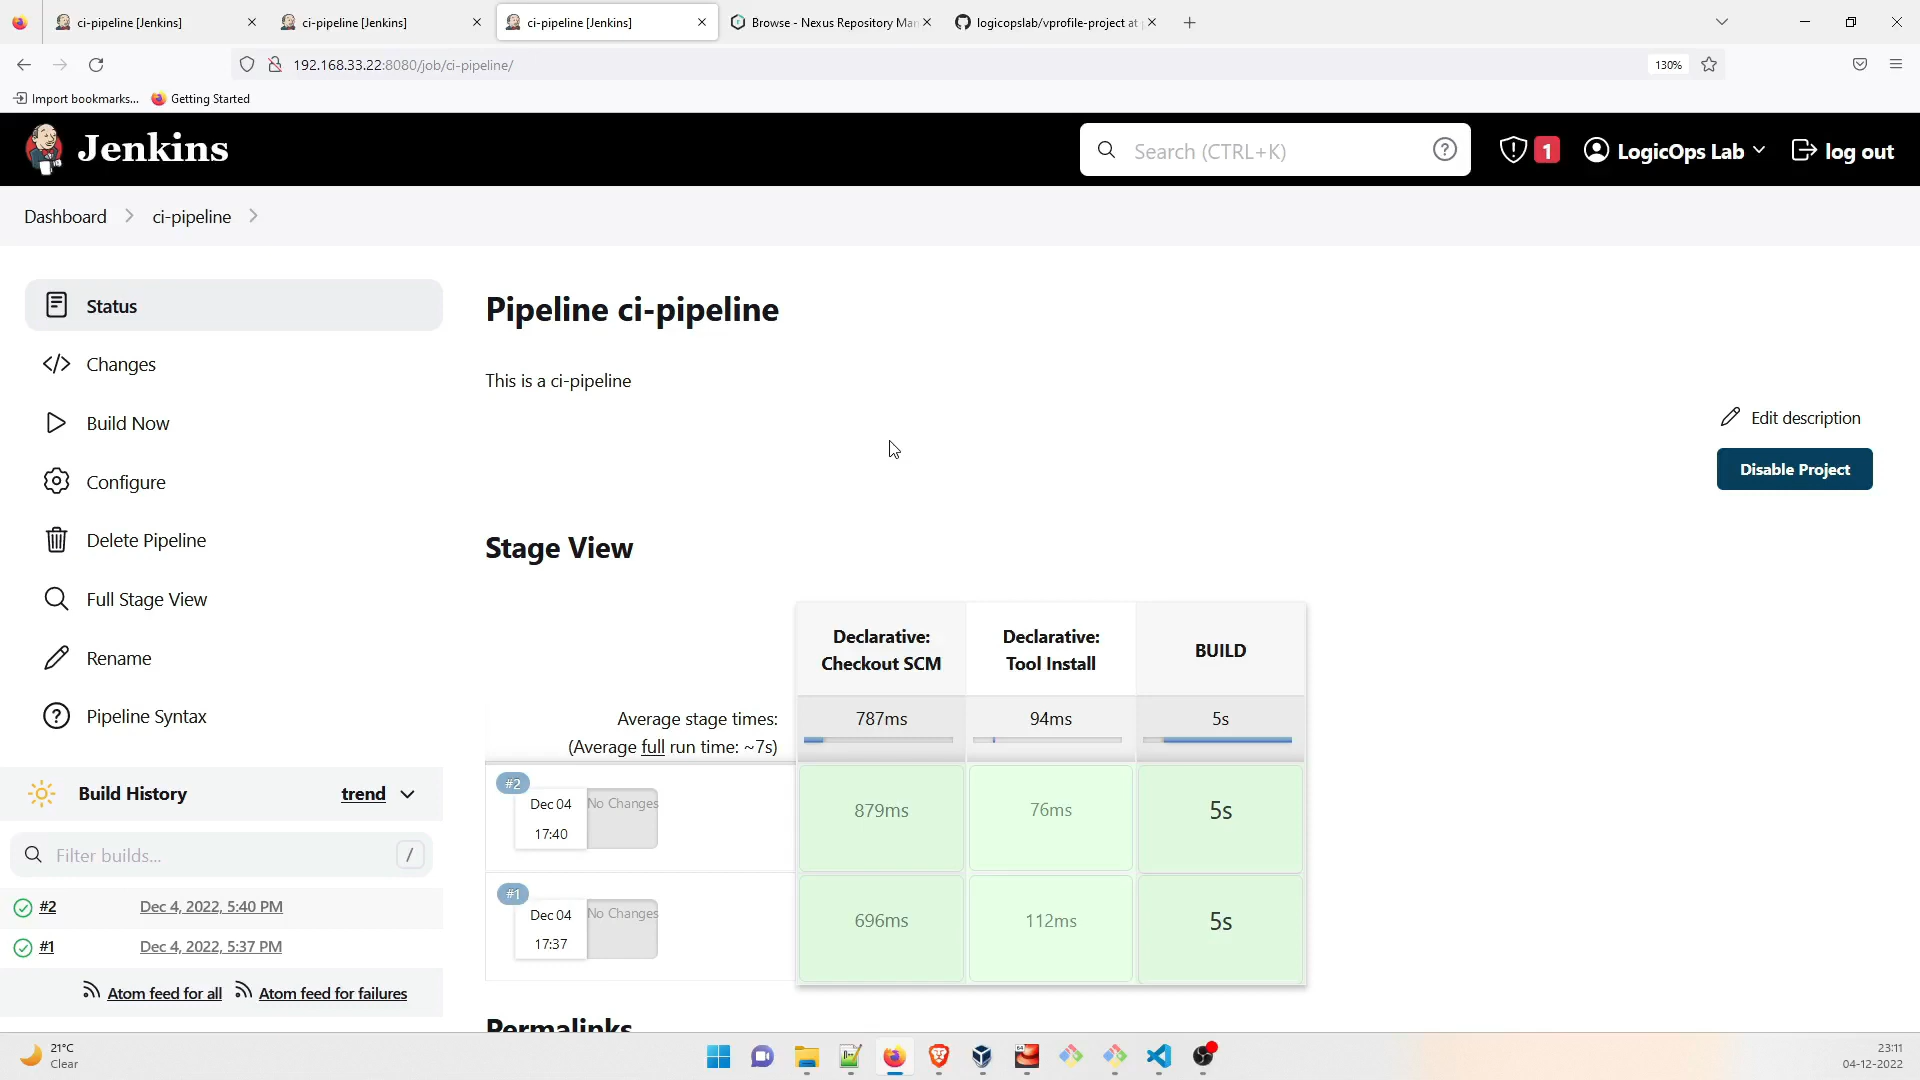 ci-pipeline [Jenkins]
ci-pipeline [Jenkins]
ci-pipeline [Jenkins]
Browse - Nexus Repository Man
logicopslab/vprofile-project at
192.168.33.22:8080/job/ci-pipeline/
130%
Import bookmarks...
Getting Started
Jenkins
Search (CTRL+K)
1
LogicOps Lab
log out
Dashboard
ci-pipeline
Status
Changes
Build Now
Configure
Delete Pipeline
Full Stage View
Rename
Pipeline Syntax
Build History
trend
Filter builds...
/
#2
Dec 4, 2022, 5:40 PM
#1
Dec 4, 2022, 5:37 PM
Atom feed for all
Atom feed for failures
Pipeline ci-pipeline
This is a ci-pipeline
Edit description
Disable Project
Stage View
Declarative:
Checkout SCM
Declarative:
Tool Install
BUILD
Average stage times:
(Average full run time: ~7s)
787ms
94ms
5s
#2
Dec 04
17:40
No Changes
879ms
76ms
5s
#1
Dec 04
17:37
No Changes
696ms
112ms
5s
Permalinks
21°C
Clear
23:11
04-12-2022